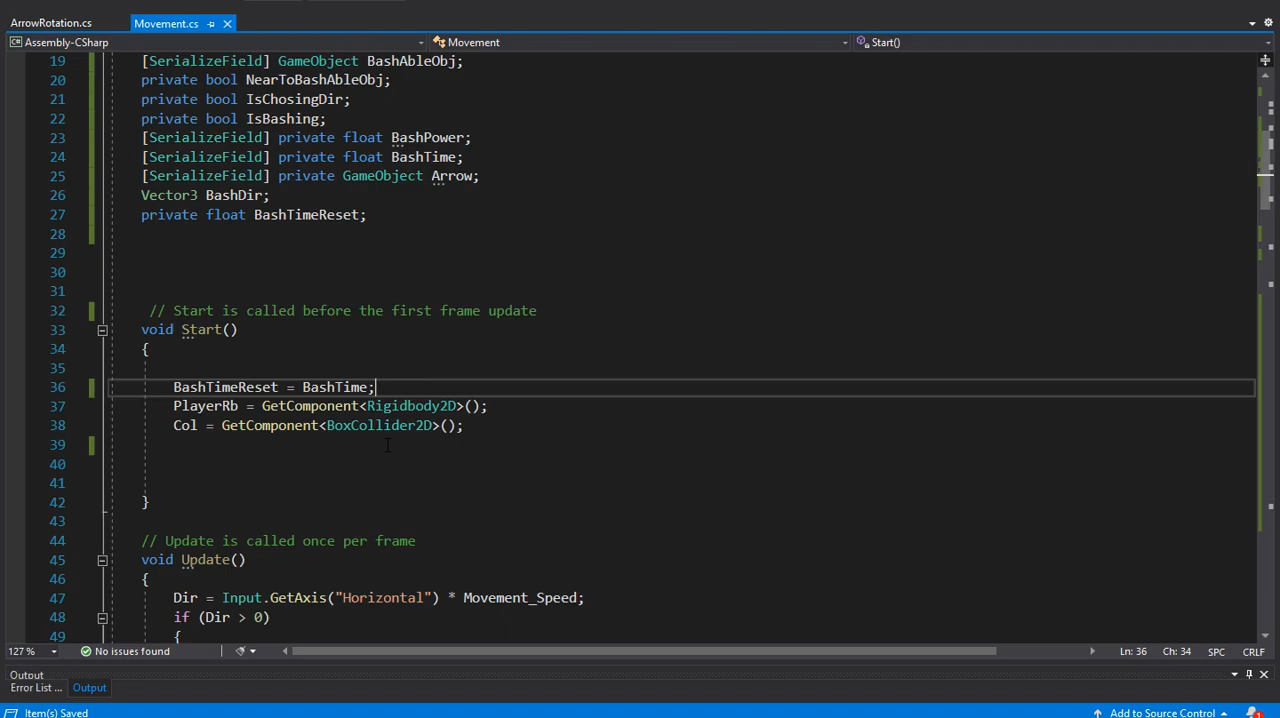 ArrowRotation.cs Movement.cs
Assembly-CSharp Movement Start()
19 [SerializeField] GameObject BashAbleObj;
20 private bool NearToBashAbleObj;
21 private bool IsChosingDir;
22 private bool IsBashing;
23 [SerializeField] private float BashPower;
24 [SerializeField] private float BashTime;
25 [SerializeField] private GameObject Arrow;
26 Vector3 BashDir;
27 private float BashTimeReset;
28
29
30
31
32 // Start is called before the first frame update
33 void Start()
34 {
35
36 BashTimeReset = BashTime;
37 PlayerRb = GetComponent<Rigidbody2D>();
38 Col = GetComponent<BoxCollider2D>();
39
40
41
42 }
43
44 // Update is called once per frame
45 void Update()
46 {
47 Dir = Input.GetAxis("Horizontal") * Movement_Speed;
48 if (Dir > 0)
49 {
127 % No issues found Ln: 36 Ch: 34 SPC CRLF
Output
Error List ... Output
Item(s) Saved Add to Source Control 1